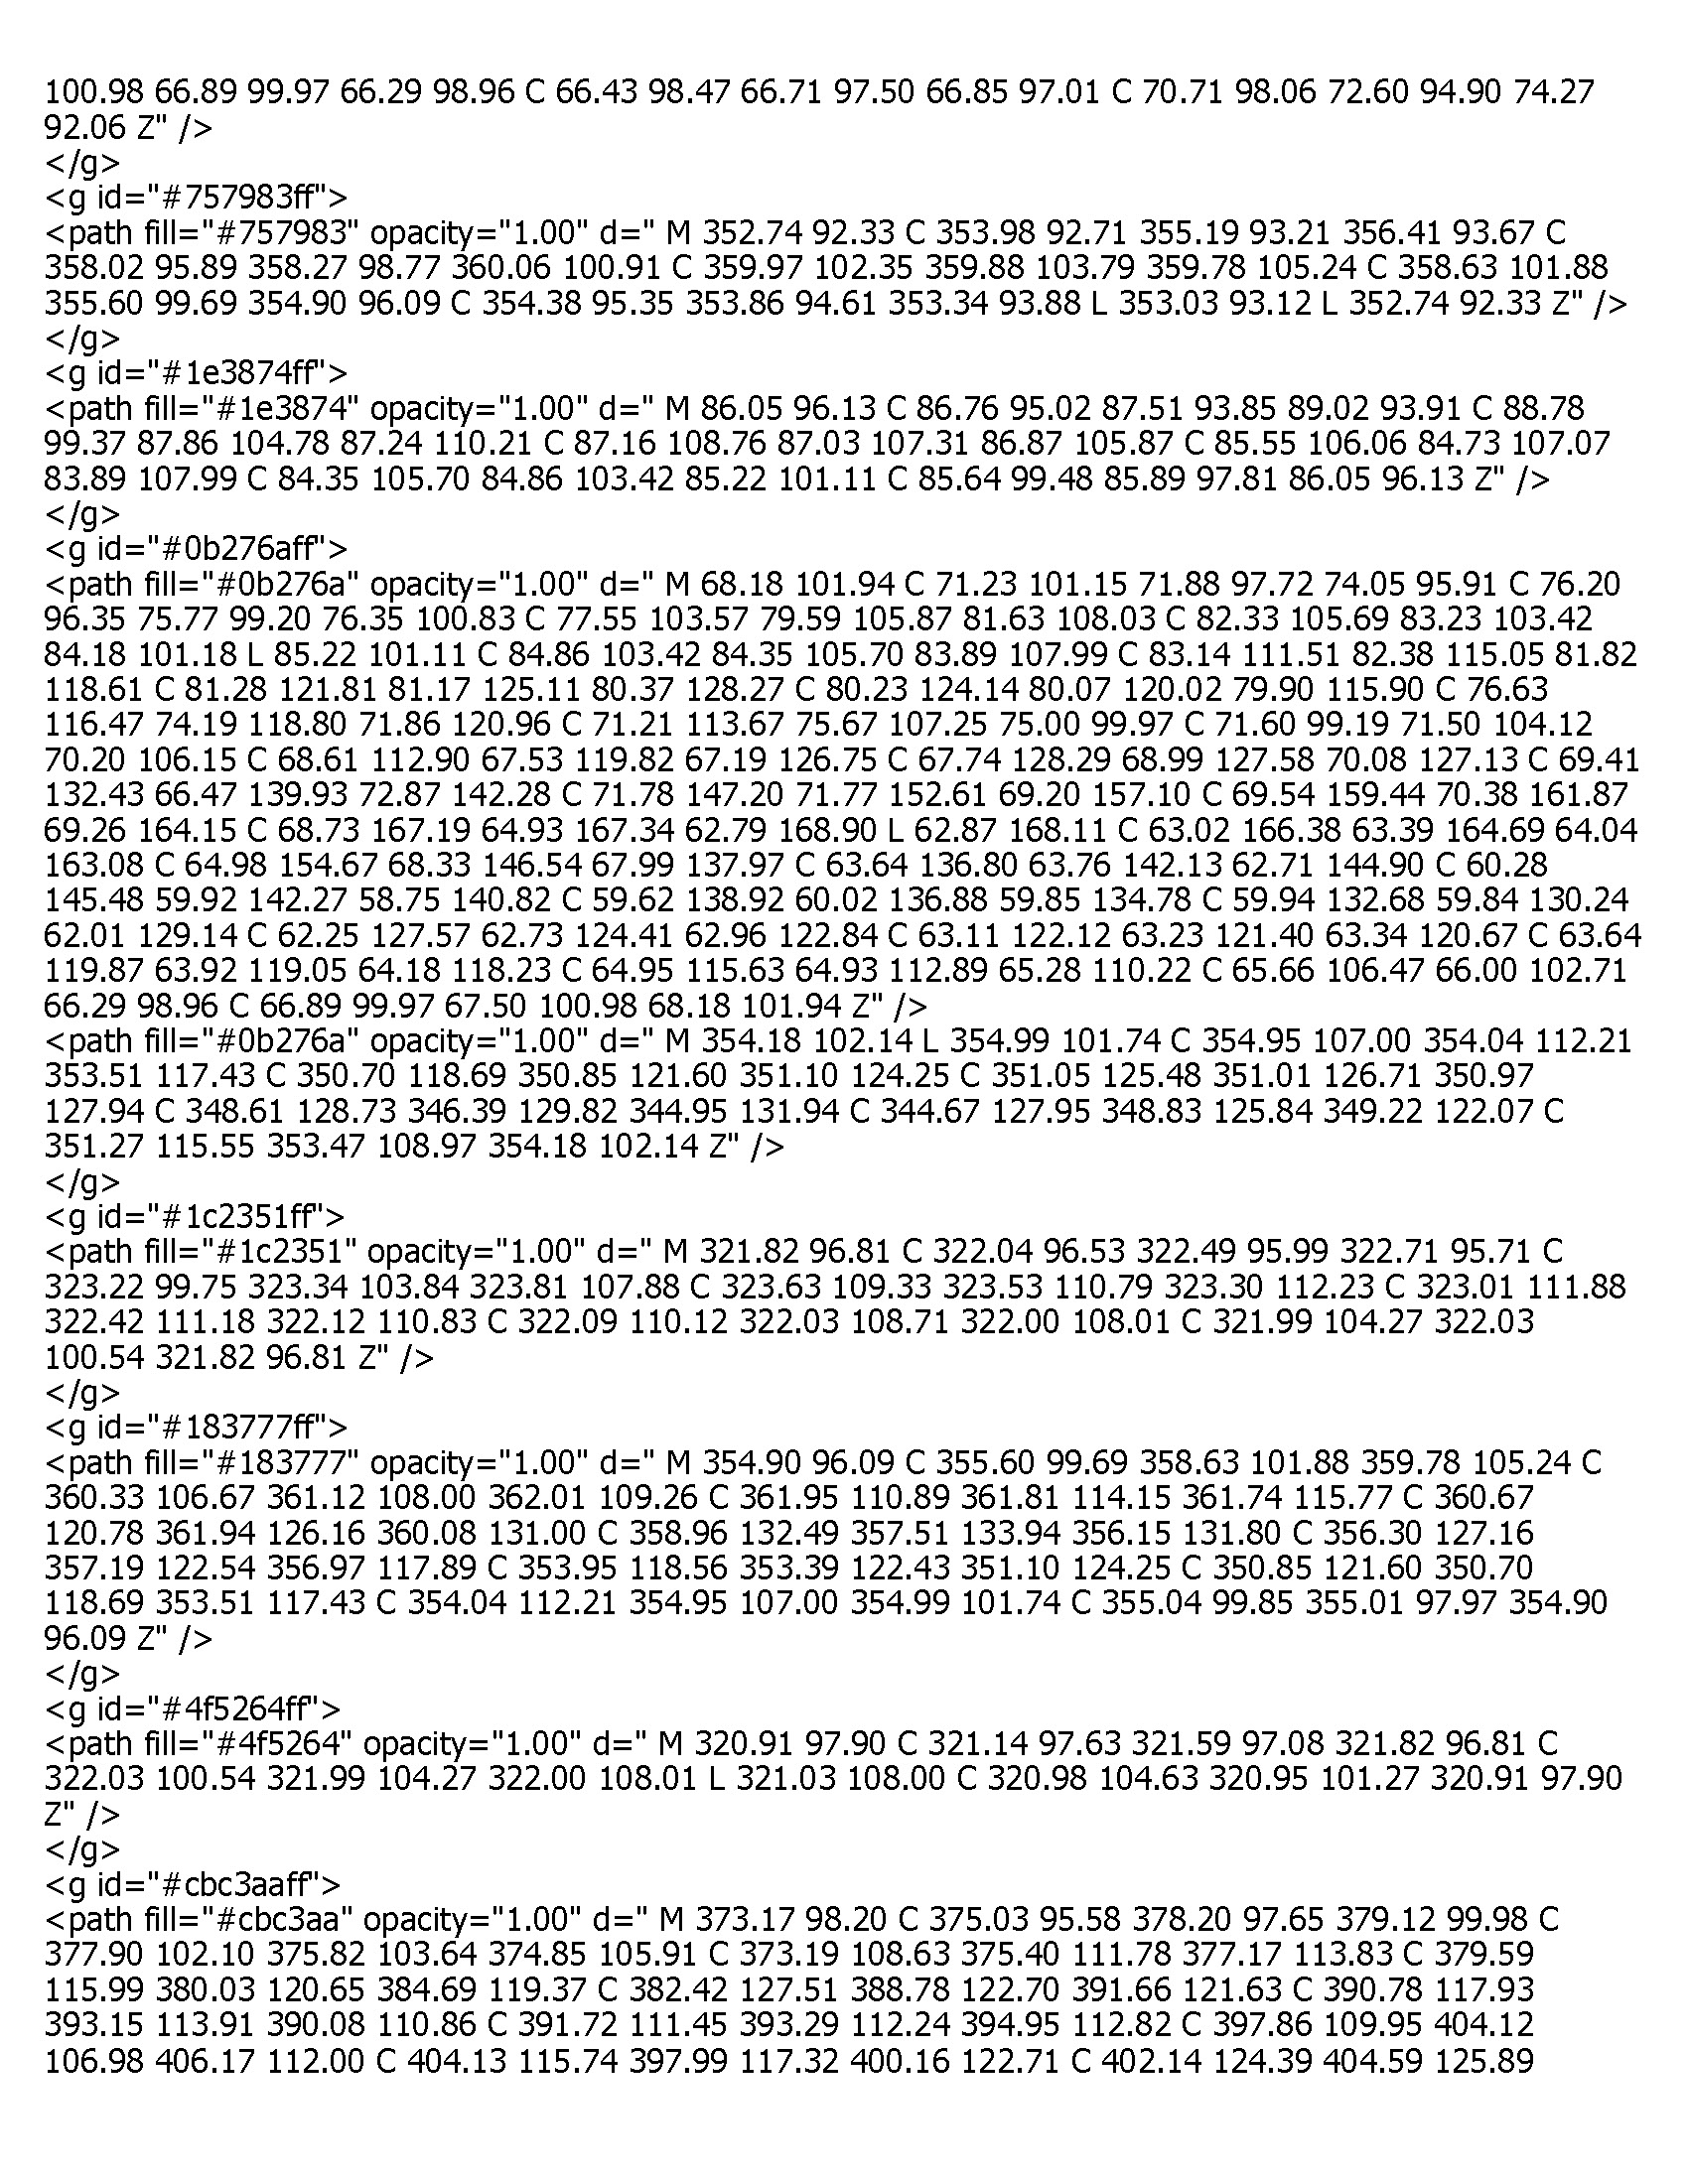 100.98 66.89 99.97 66.29 98.96 C 66.43 98.47 66.71 97.50 66.85 97.01 C 70.71 98.06 72.60 94.90 74.27
92.06 Z" />
</g>
<g id="#757983ff">
<path fill="#757983" opacity="1.00" d=" M 352.74 92.33 C 353.98 92.71 355.19 93.21 356.41 93.67 C
358.02 95.89 358.27 98.77 360.06 100.91 C 359.97 102.35 359.88 103.79 359.78 105.24 C 358.63 101.88
355.60 99.69 354.90 96.09 C 354.38 95.35 353.86 94.61 353.34 93.88 L 353.03 93.12 L 352.74 92.33 Z" />
</g>
<g id="#1e3874ff">
<path fill="#1e3874" opacity="1.00" d=" M 86.05 96.13 C 86.76 95.02 87.51 93.85 89.02 93.91 C 88.78
99.37 87.86 104.78 87.24 110.21 C 87.16 108.76 87.03 107.31 86.87 105.87 C 85.55 106.06 84.73 107.07
83.89 107.99 C 84.35 105.70 84.86 103.42 85.22 101.11 C 85.64 99.48 85.89 97.81 86.05 96.13 Z" />
</g>
<g id="#0b276aff">
<path fill="#0b276a" opacity="1.00" d=" M 68.18 101.94 C 71.23 101.15 71.88 97.72 74.05 95.91 C 76.20
96.35 75.77 99.20 76.35 100.83 C 77.55 103.57 79.59 105.87 81.63 108.03 C 82.33 105.69 83.23 103.42
84.18 101.18 L 85.22 101.11 C 84.86 103.42 84.35 105.70 83.89 107.99 C 83.14 111.51 82.38 115.05 81.82
118.61 C 81.28 121.81 81.17 125.11 80.37 128.27 C 80.23 124.14 80.07 120.02 79.90 115.90 C 76.63
116.47 74.19 118.80 71.86 120.96 C 71.21 113.67 75.67 107.25 75.00 99.97 C 71.60 99.19 71.50 104.12
70.20 106.15 C 68.61 112.90 67.53 119.82 67.19 126.75 C 67.74 128.29 68.99 127.58 70.08 127.13 C 69.41
132.43 66.47 139.93 72.87 142.28 C 71.78 147.20 71.77 152.61 69.20 157.10 C 69.54 159.44 70.38 161.87
69.26 164.15 C 68.73 167.19 64.93 167.34 62.79 168.90 L 62.87 168.11 C 63.02 166.38 63.39 164.69 64.04
163.08 C 64.98 154.67 68.33 146.54 67.99 137.97 C 63.64 136.80 63.76 142.13 62.71 144.90 C 60.28
145.48 59.92 142.27 58.75 140.82 C 59.62 138.92 60.02 136.88 59.85 134.78 C 59.94 132.68 59.84 130.24
62.01 129.14 C 62.25 127.57 62.73 124.41 62.96 122.84 C 63.11 122.12 63.23 121.40 63.34 120.67 C 63.64
119.87 63.92 119.05 64.18 118.23 C 64.95 115.63 64.93 112.89 65.28 110.22 C 65.66 106.47 66.00 102.71
66.29 98.96 C 66.89 99.97 67.50 100.98 68.18 101.94 Z" />
<path fill="#0b276a" opacity="1.00" d=" M 354.18 102.14 L 354.99 101.74 C 354.95 107.00 354.04 112.21
353.51 117.43 C 350.70 118.69 350.85 121.60 351.10 124.25 C 351.05 125.48 351.01 126.71 350.97
127.94 C 348.61 128.73 346.39 129.82 344.95 131.94 C 344.67 127.95 348.83 125.84 349.22 122.07 C
351.27 115.55 353.47 108.97 354.18 102.14 Z" />
</g>
<g id="#1c2351ff">
<path fill="#1c2351" opacity="1.00" d=" M 321.82 96.81 C 322.04 96.53 322.49 95.99 322.71 95.71 C
323.22 99.75 323.34 103.84 323.81 107.88 C 323.63 109.33 323.53 110.79 323.30 112.23 C 323.01 111.88
322.42 111.18 322.12 110.83 C 322.09 110.12 322.03 108.71 322.00 108.01 C 321.99 104.27 322.03
100.54 321.82 96.81 Z" />
</g>
<g id="#183777ff">
<path fill="#183777" opacity="1.00" d=" M 354.90 96.09 C 355.60 99.69 358.63 101.88 359.78 105.24 C
360.33 106.67 361.12 108.00 362.01 109.26 C 361.95 110.89 361.81 114.15 361.74 115.77 C 360.67
120.78 361.94 126.16 360.08 131.00 C 358.96 132.49 357.51 133.94 356.15 131.80 C 356.30 127.16
357.19 122.54 356.97 117.89 C 353.95 118.56 353.39 122.43 351.10 124.25 C 350.85 121.60 350.70
118.69 353.51 117.43 C 354.04 112.21 354.95 107.00 354.99 101.74 C 355.04 99.85 355.01 97.97 354.90
96.09 Z" />
</g>
<g id="#4f5264ff">
<path fill="#4f5264" opacity="1.00" d=" M 320.91 97.90 C 321.14 97.63 321.59 97.08 321.82 96.81 C
322.03 100.54 321.99 104.27 322.00 108.01 L 321.03 108.00 C 320.98 104.63 320.95 101.27 320.91 97.90
Z" />
</g>
<g id="#cbc3aaff">
<path fill="#cbc3aa" opacity="1.00" d=" M 373.17 98.20 C 375.03 95.58 378.20 97.65 379.12 99.98 C
377.90 102.10 375.82 103.64 374.85 105.91 C 373.19 108.63 375.40 111.78 377.17 113.83 C 379.59
115.99 380.03 120.65 384.69 119.37 C 382.42 127.51 388.78 122.70 391.66 121.63 C 390.78 117.93
393.15 113.91 390.08 110.86 C 391.72 111.45 393.29 112.24 394.95 112.82 C 397.86 109.95 404.12
106.98 406.17 112.00 C 404.13 115.74 397.99 117.32 400.16 122.71 C 402.14 124.39 404.59 125.89